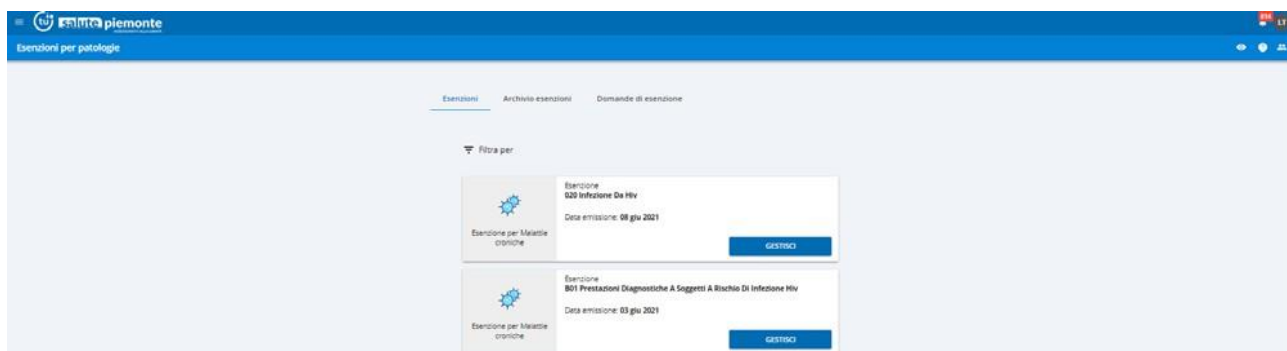 tu salute piemonte
LT
Esenzioni per patologie
Esenzioni Archivio esenzioni Domande di esenzione
Filtra per
Esenzione
020 Infezione Da Hiv
Data emissione: 08 giu 2021
Esenzione per Malattie
croniche
GESTISCI
Esenzione
B01 Prestazioni Diagnostiche A Soggetti A Rischio Di Infezione Hiv
Data emissione: 03 giu 2021
Esenzione per Malattie
croniche
GESTISCI